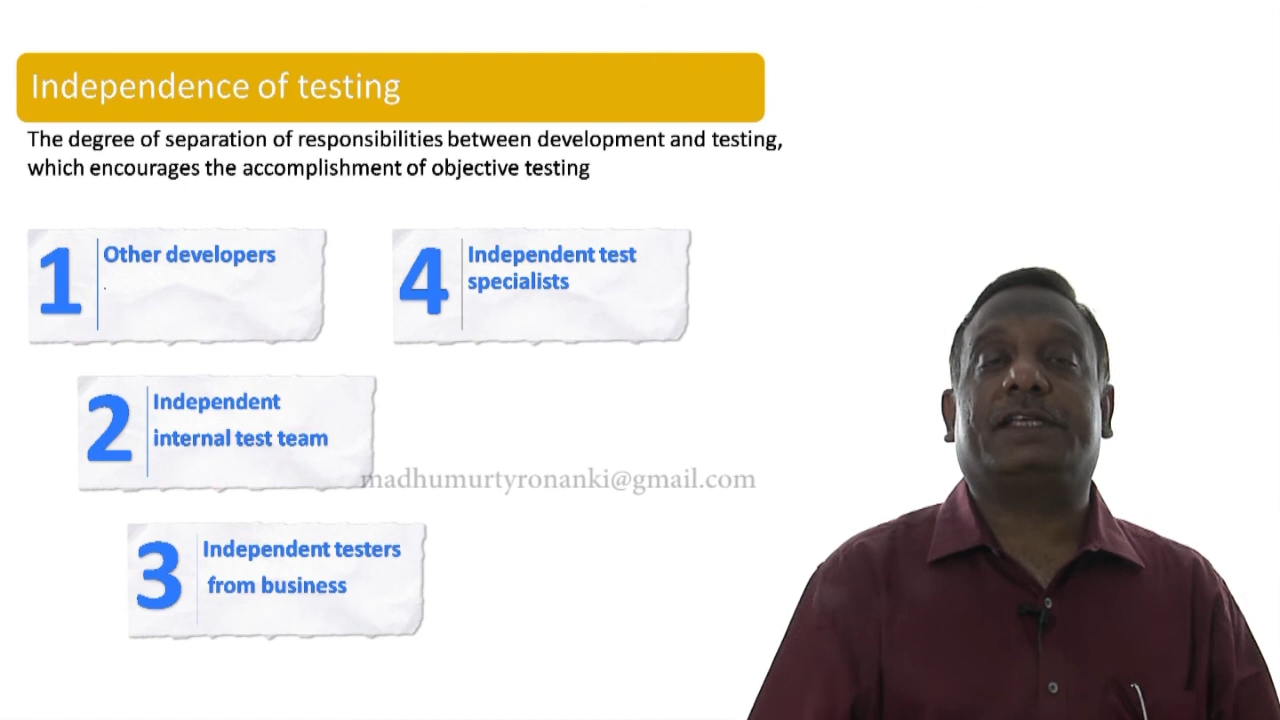 Independence of testing
The degree of separation of responsibilities between development and testing,
which encourages the accomplishment of objective testing
1
Other developers
.
2
Independent
internal test team
3
Independent testers
from business
4
Independent test
specialists
madhumurtyronanki@gmail.com